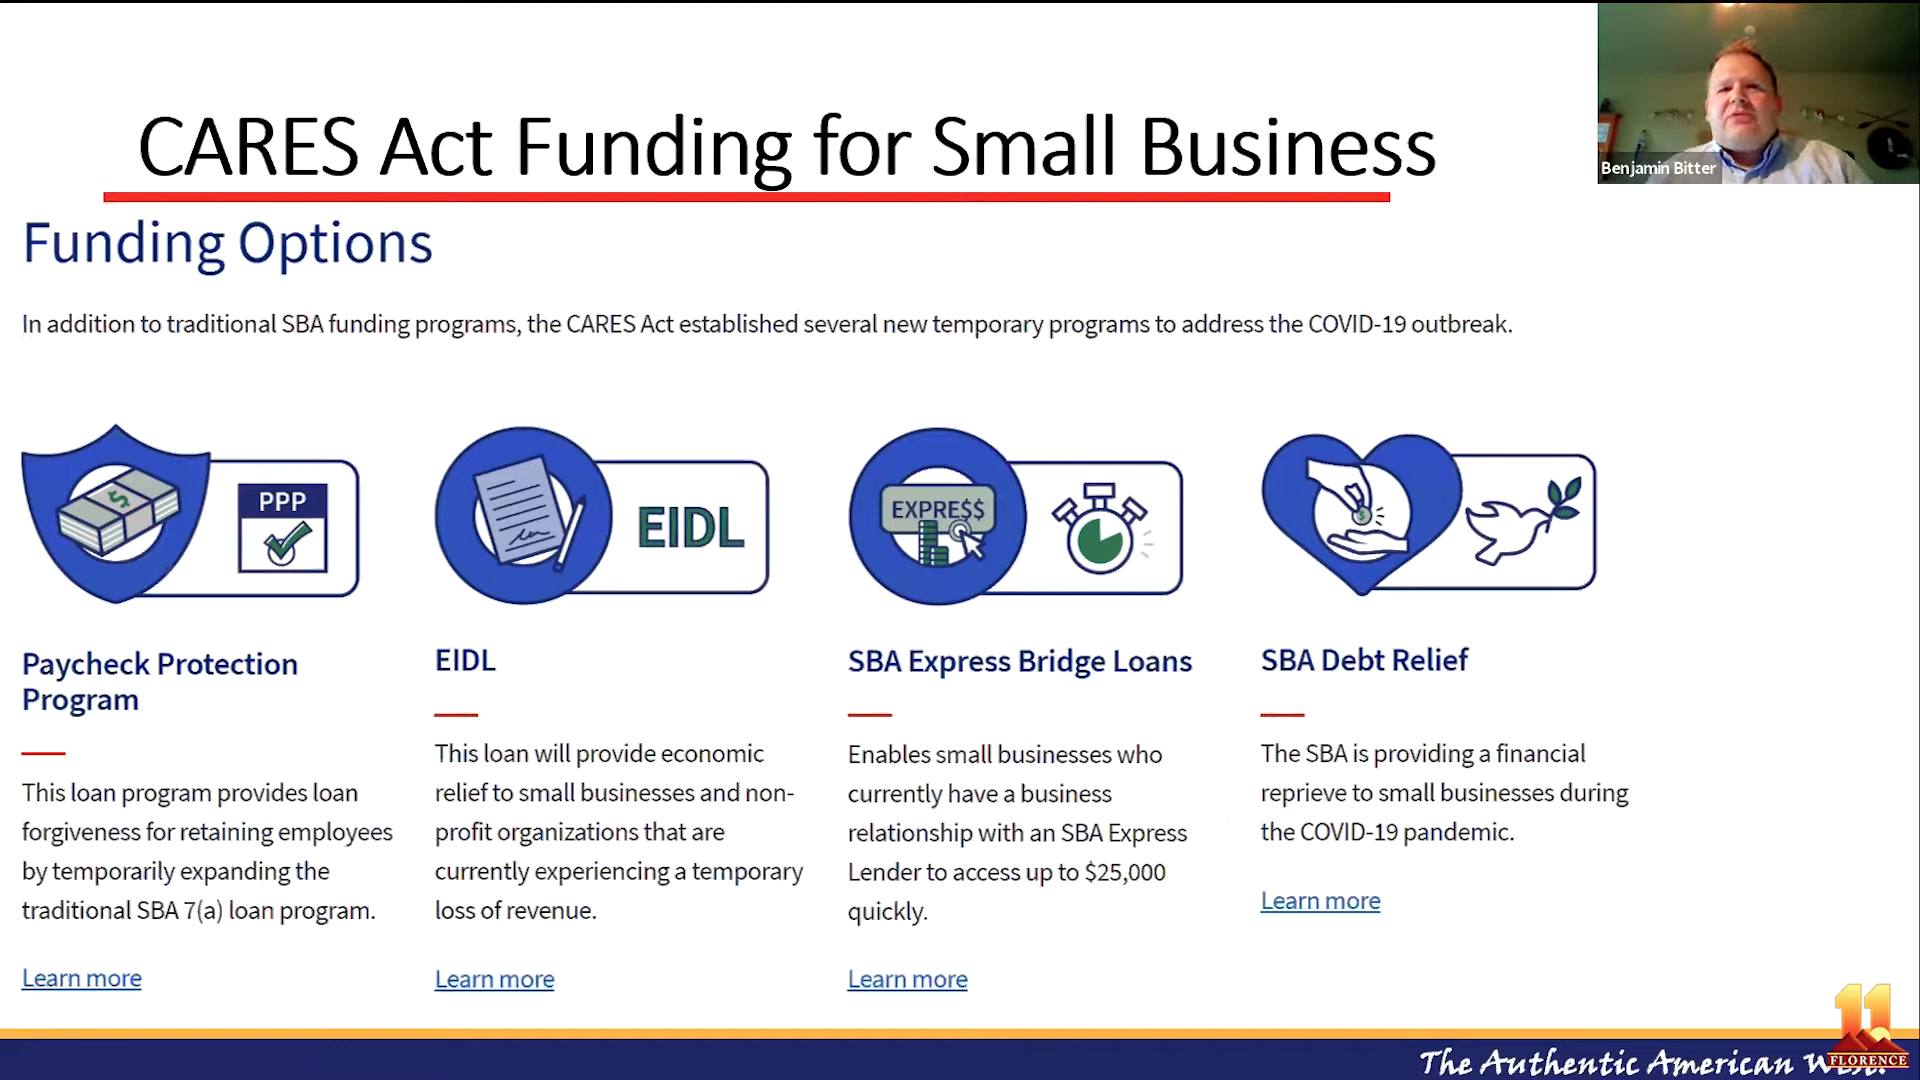 CARES Act Funding for Small Business
Benjamin Bitter
Funding Options
In addition to traditional SBA funding programs, the CARES Act established several new temporary programs to address the COVID-19 outbreak.
PPP
EIDL
EXPRE$$
Paycheck Protection
Program
This loan program provides loan
forgiveness for retaining employees
by temporarily expanding the
traditional SBA 7(a) loan program.
Learn more
EIDL
This loan will provide economic
relief to small businesses and non-
profit organizations that are
currently experiencing a temporary
loss of revenue.
Learn more
SBA Express Bridge Loans
Enables small businesses who
currently have a business
relationship with an SBA Express
Lender to access up to $25,000
quickly.
Learn more
SBA Debt Relief
The SBA is providing a financial
reprieve to small businesses during
the COVID-19 pandemic.
Learn more
The Authentic American
11
FLORENCE